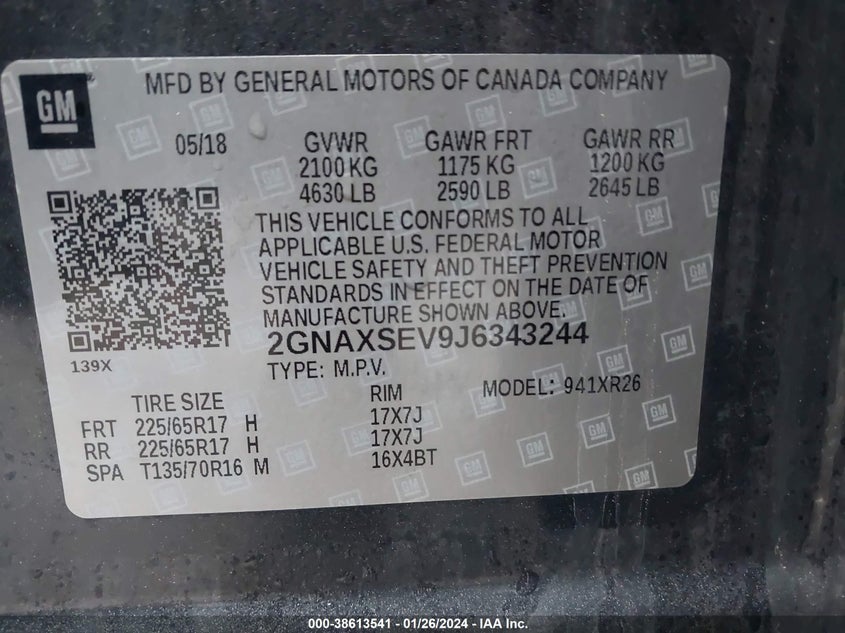 GM
MFD BY GENERAL MOTORS OF CANADA COMPANY
05/18 GVWR GAWR FRT GAWR RR
2100 KG 1175 KG 1200 KG
4630 LB 2590 LB 2645 LB
THIS VEHICLE CONFORMS TO ALL
APPLICABLE U.S. FEDERAL MOTOR
VEHICLE SAFETY AND THEFT PREVENTION
STANDARDS IN EFFECT ON THE DATE OF
MANUFACTURE SHOWN ABOVE.
2GNAXSEV9J6343244
139X
TYPE: M.P.V.
TIRE SIZE RIM MODEL: 941XR26
FRT 225/65R17 H 17X7J
RR 225/65R17 H 17X7J
SPA T135/70R16 M 16X4BT
000-38613541 - 01/26/2024 - IAA Inc.